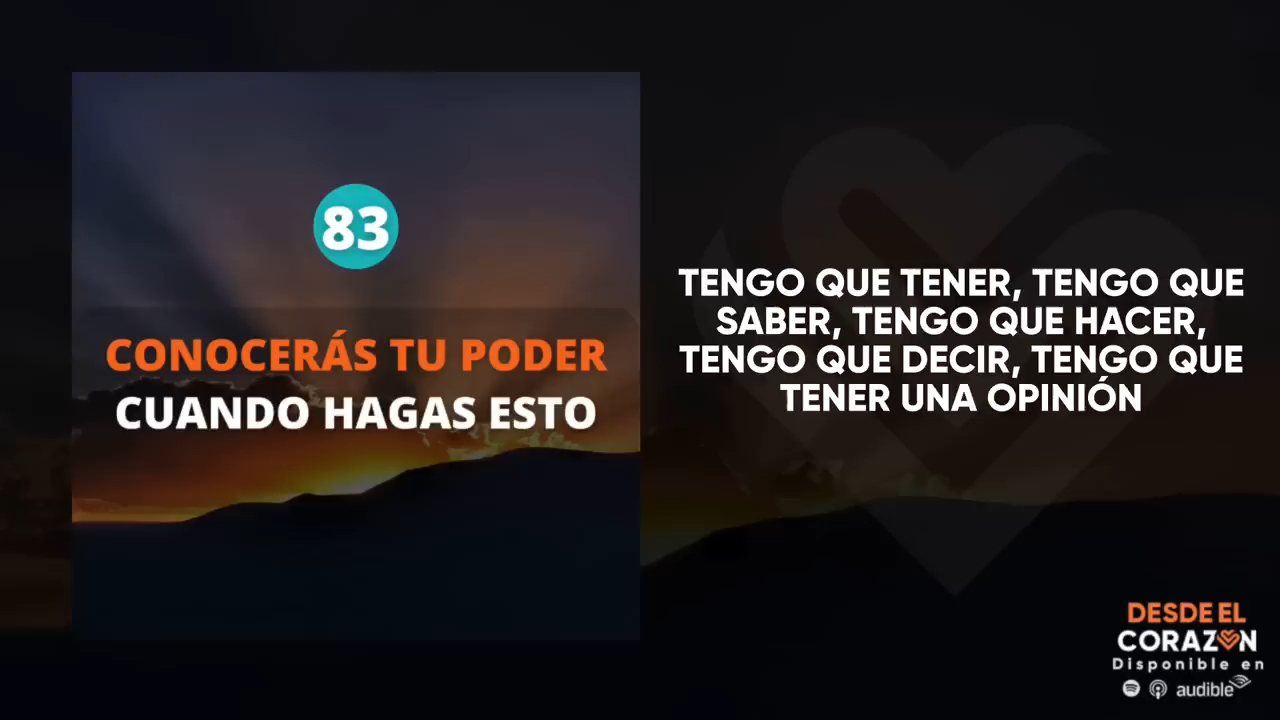 83
CONOCERÁS TU PODER
CUANDO HAGAS ESTO
TENGO QUE TENER, TENGO QUE
SABER, TENGO QUE HACER,
TENGO QUE DECIR, TENGO QUE
TENER UNA OPINIÓN
DESDE EL
CORAZÓN
Disponible en
audible